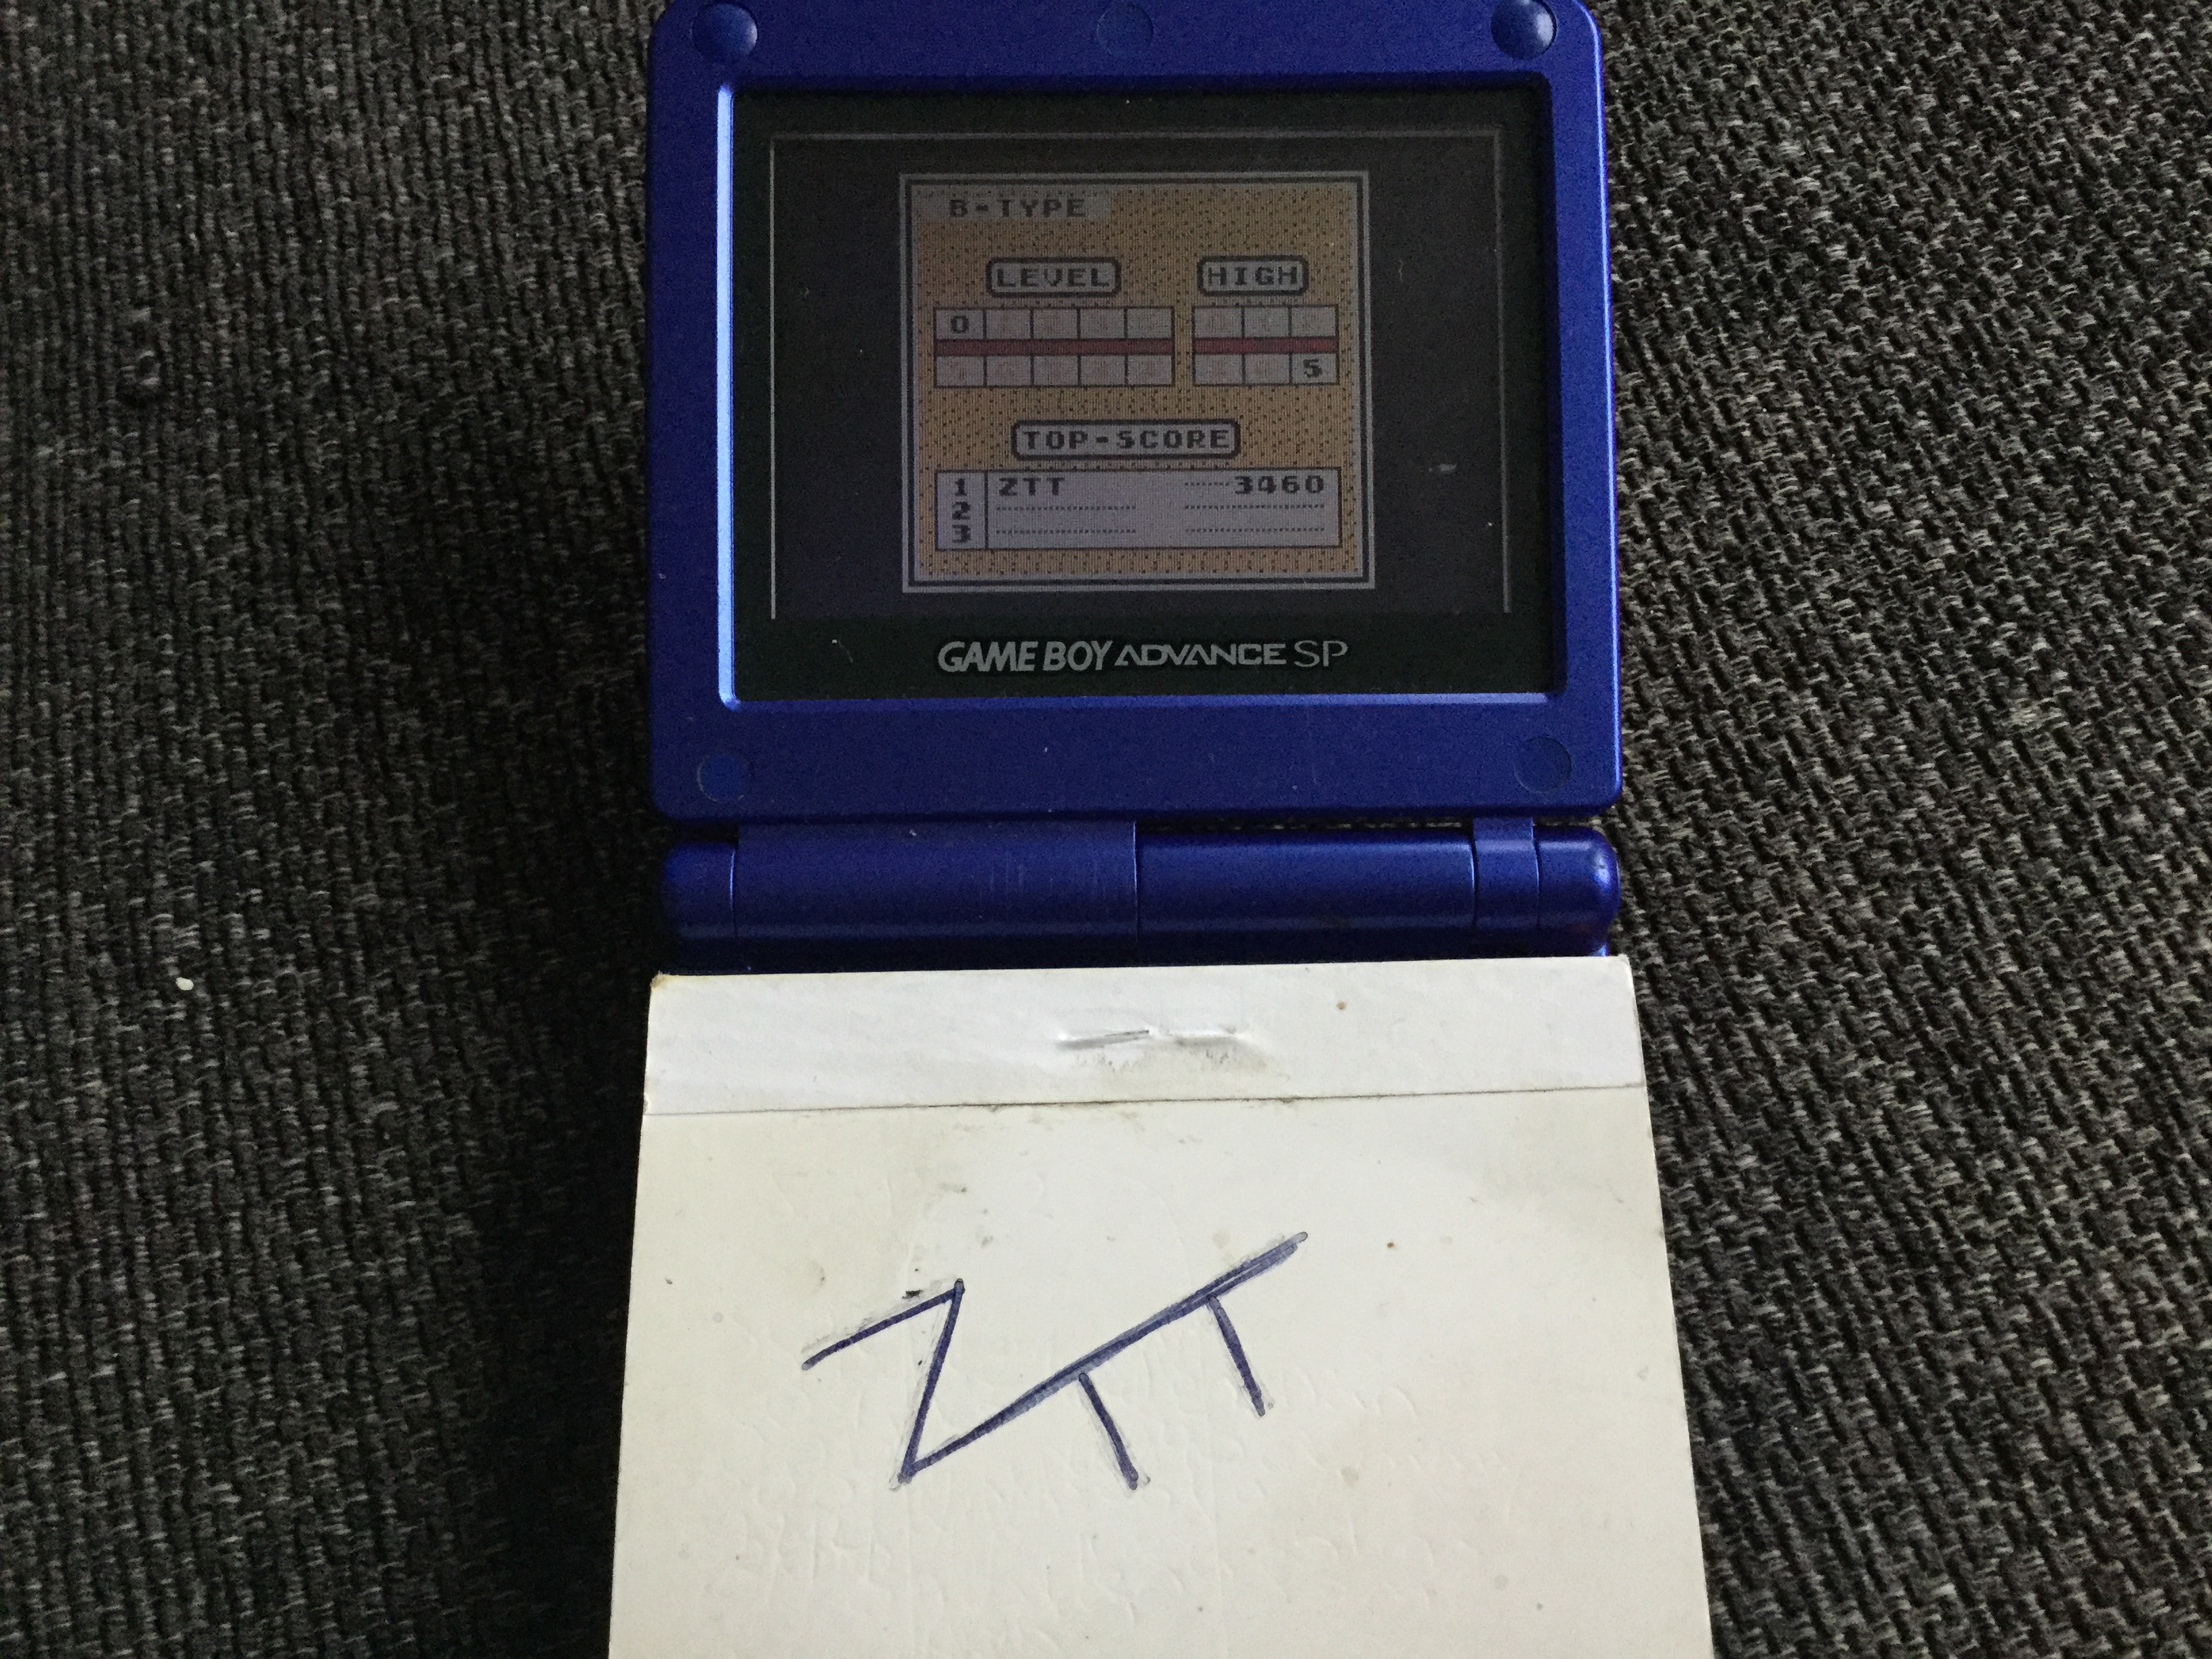 B-TYPE
LEVEL HIGH
0
5
TOP-SCORE
1 ZTT 3460
2
3
GAME BOY ADVANCE SP
ZTT